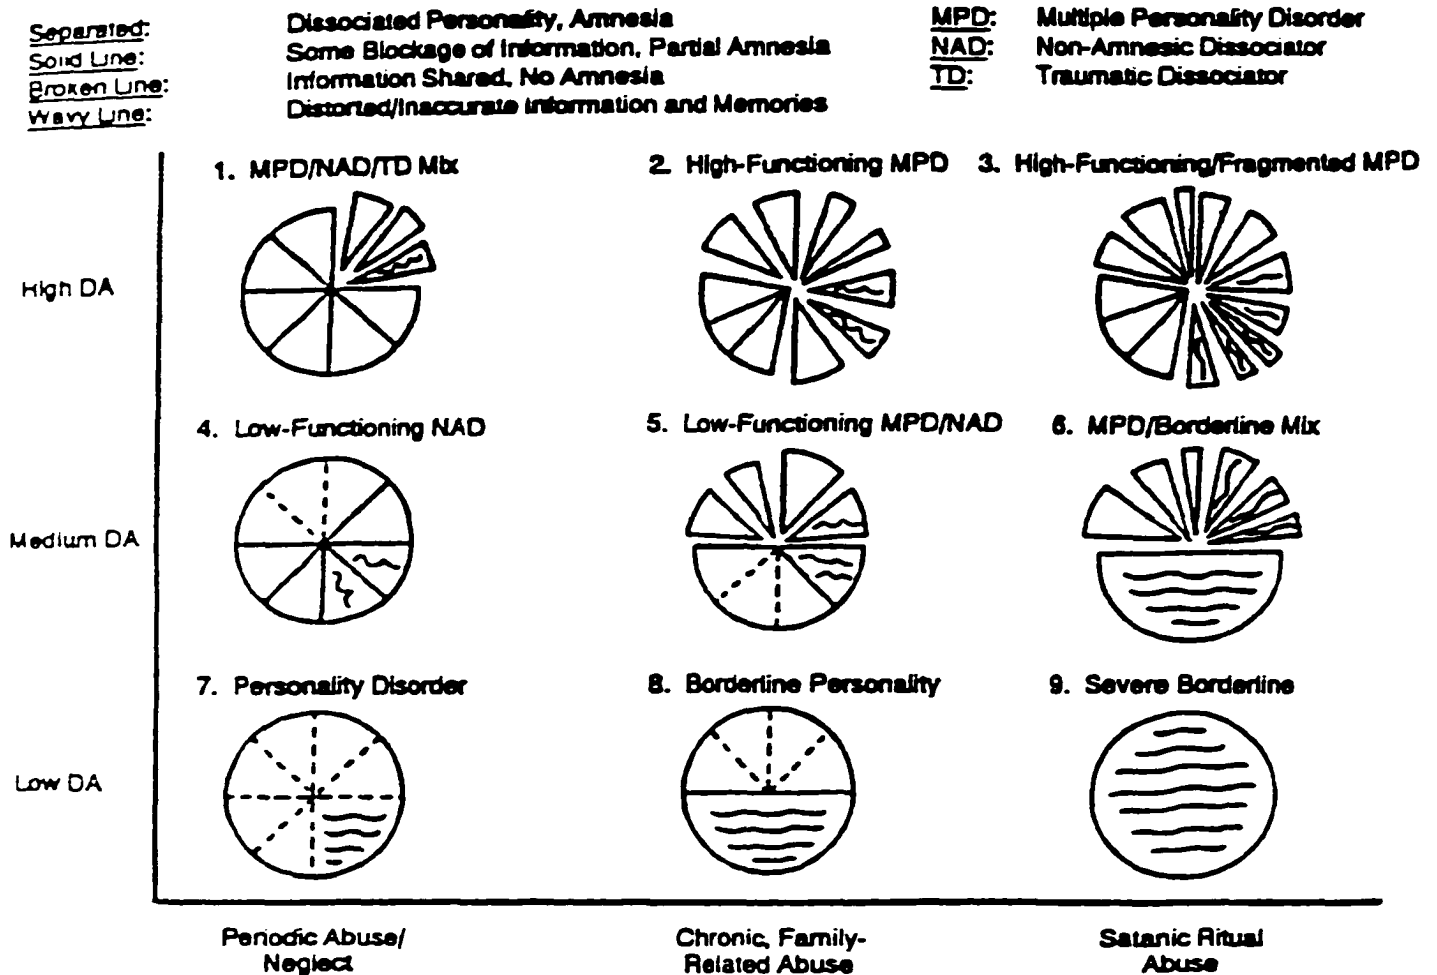 Separated: Dissociated Personality, Amnesia
Solid Line: Some Blockage of Information, Partial Amnesia
Broken Line: Information Shared, No Amnesia
Wavy Line: Distorted/Inaccurate Information and Memories
MPD: Multiple Personality Disorder
NAD: Non-Amnesic Dissociator
TD: Traumatic Dissociator
1. MPD/NAD/TD Mix
2. High-Functioning MPD
3. High-Functioning/Fragmented MPD
High DA
4. Low-Functioning NAD
5. Low-Functioning MPD/NAD
6. MPD/Borderline Mix
Medium DA
7. Personality Disorder
8. Borderline Personality
9. Severe Borderline
Low DA
Periodic Abuse/
Neglect
Chronic, Family-
Related Abuse
Satanic Ritual
Abuse